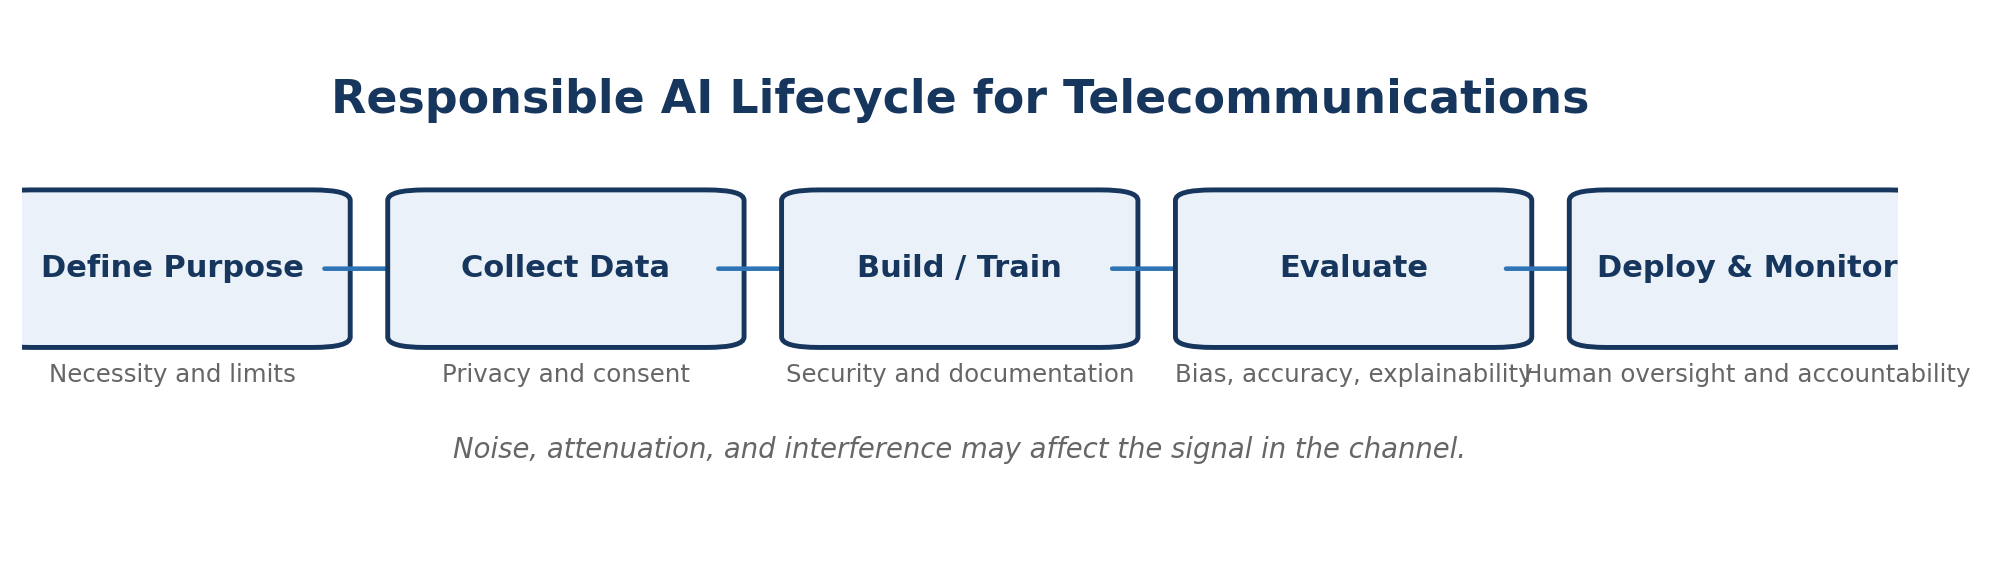 Responsible AI Lifecycle for Telecommunications
Define Purpose
Collect Data
Build / Train
Evaluate
Deploy & Monitor
Necessity and limits
Privacy and consent
Security and documentation
Bias, accuracy, explainability
Human oversight and accountability
Noise, attenuation, and interference may affect the signal in the channel.